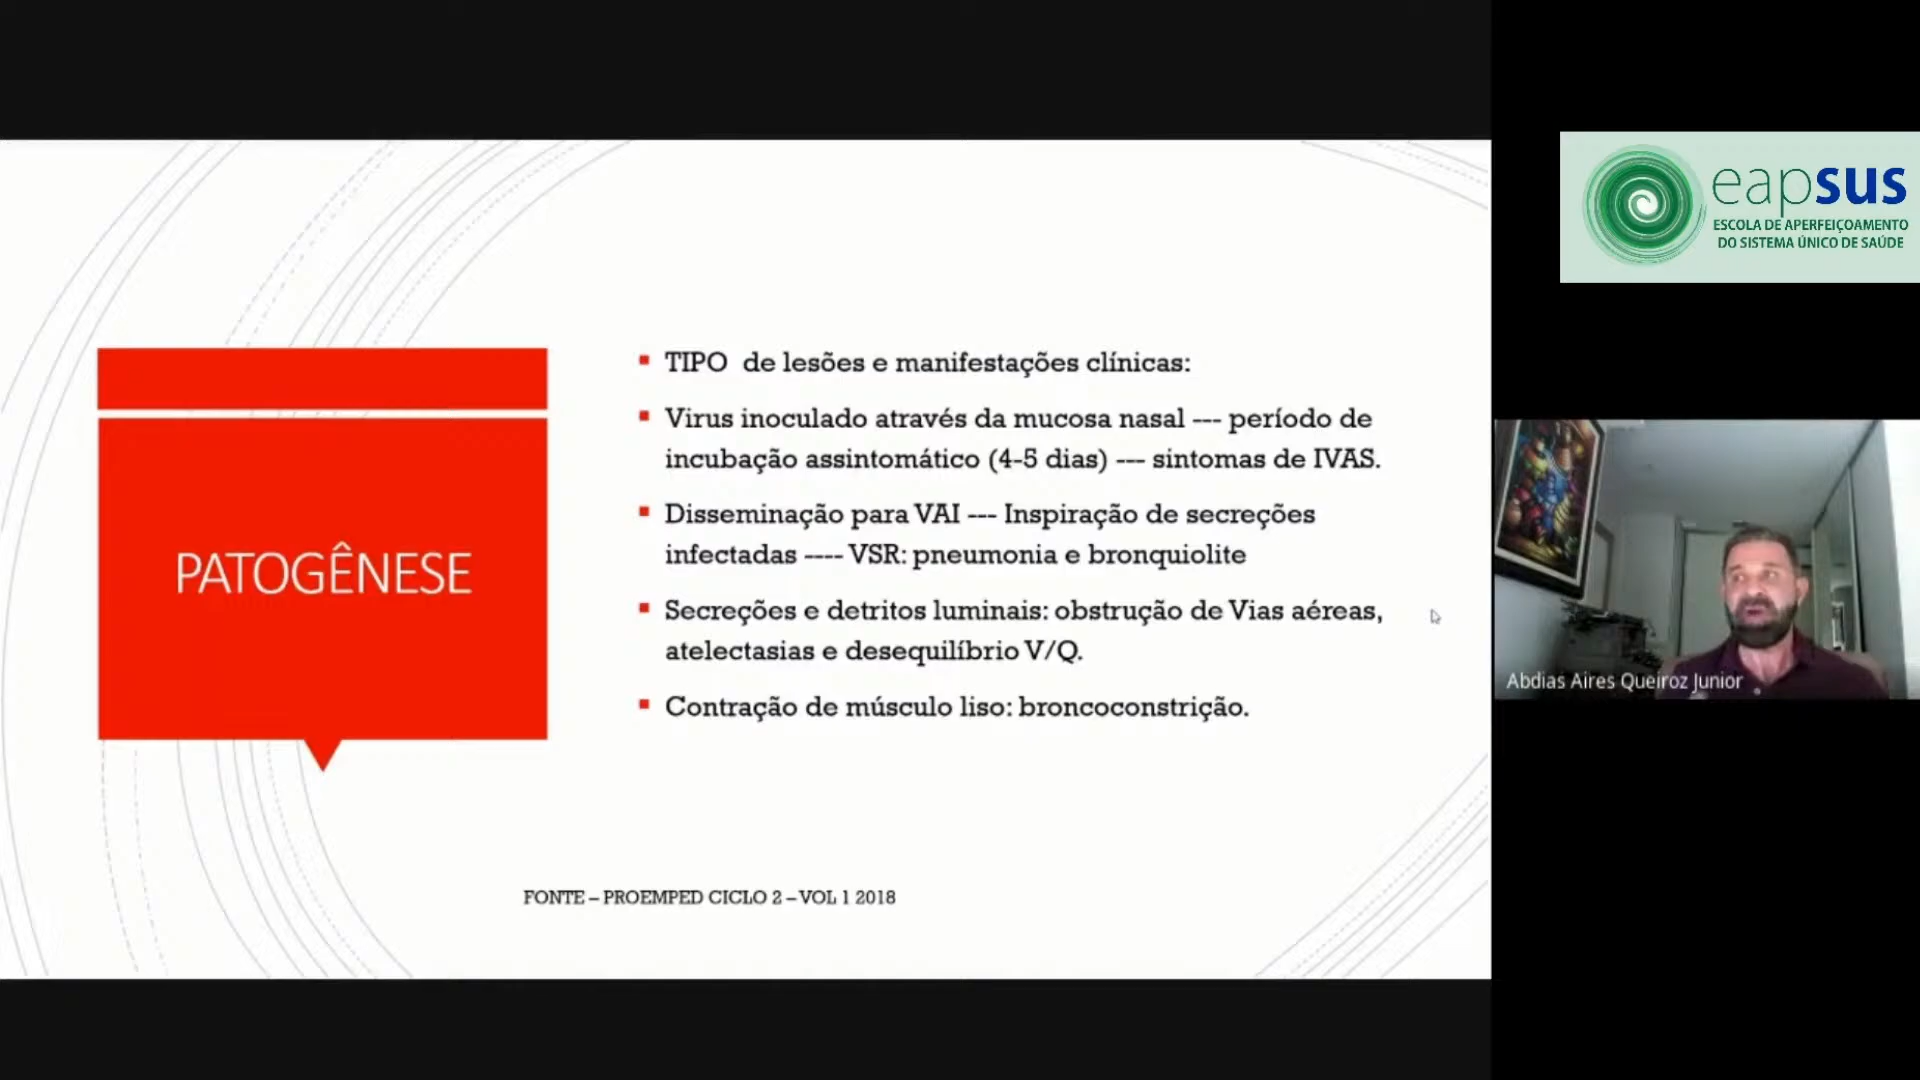 PATOGÊNESE
TIPO de lesões e manifestações clínicas:
Virus inoculado através da mucosa nasal --- período de
incubação assintomático (4-5 dias) --- sintomas de IVAS.
Disseminação para VAI --- Inspiração de secreções
infectadas ---- VSR: pneumonia e bronquiolite
Secreções e detritos luminais: obstrução de Vias aéreas,
atelectasias e desequilíbrio V/Q.
Contração de músculo liso: broncoconstrição.
FONTE – PROEMPED CICLO 2 – VOL 1 2018
eapsus
ESCOLA DE APERFEIÇOAMENTO
DO SISTEMA ÚNICO DE SAÚDE
Abdias Aires Queiroz Junior